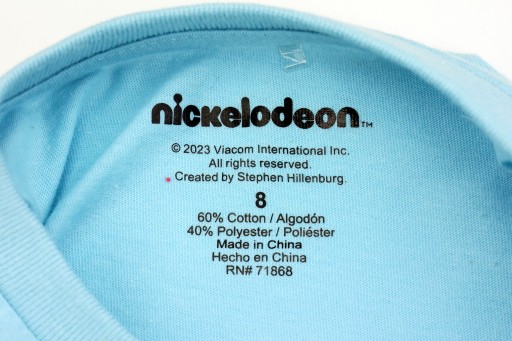 nickelodeon™
© 2023 Viacom International Inc.
All rights reserved.
Created by Stephen Hillenburg.
8
60% Cotton / Algodón
40% Polyester / Poliéster
Made in China
Hecho en China
RN# 71868